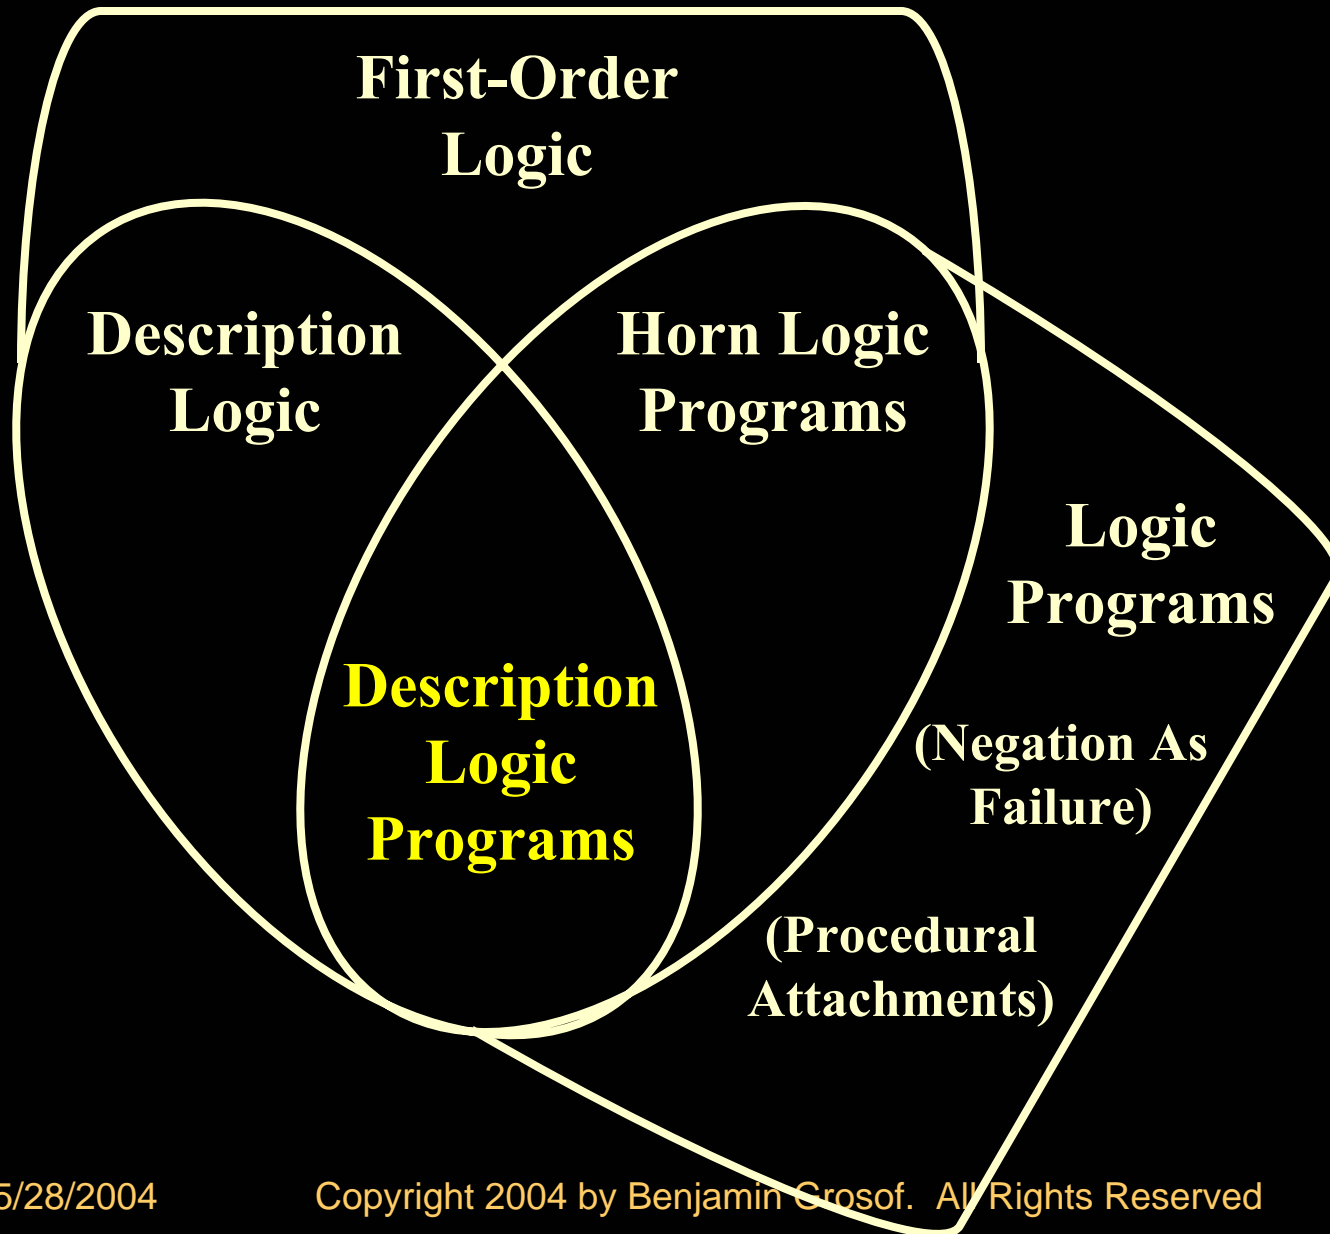 First-Order
Logic
Description
Logic
Horn Logic
Programs
Logic
Programs
Description
Logic
Programs
(Negation As
Failure)
(Procedural
Attachments)
5/28/2004
Copyright 2004 by Benjamin Grosof. All Rights Reserved